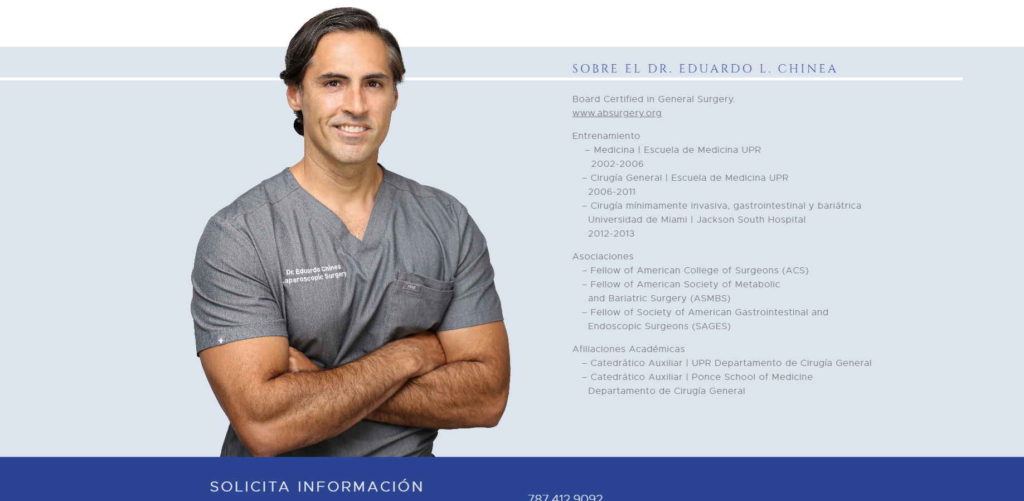 SOBRE EL DR. EDUARDO L. CHINEA
Board Certified in General Surgery
www.absurgery.org
Entrenamiento
– Medicina | Escuela de Medicina UPR
2002-2006
– Cirugía General | Escuela de Medicina UPR
2006-2011
– Cirugía mínimamente invasiva, gastrointestinal y bariátrica
Universidad de Miami | Jackson South Hospital
2012-2013
Asociaciones
– Fellow of American College of Surgeons (ACS)
– Fellow of American Society of Metabolic
and Bariatric Surgery (ASMBS)
– Fellow of Society of American Gastrointestinal and
Endoscopic Surgeons (SAGES)
Afiliaciones Académicas
– Catedrático Auxiliar | UPR Departamento de Cirugía General
– Catedrático Auxiliar | Ponce School of Medicine
Departamento de Cirugía General
Dr. Eduardo Chinea
Laparoscopic Surgery
SOLICITA INFORMACIÓN
787.412.9092